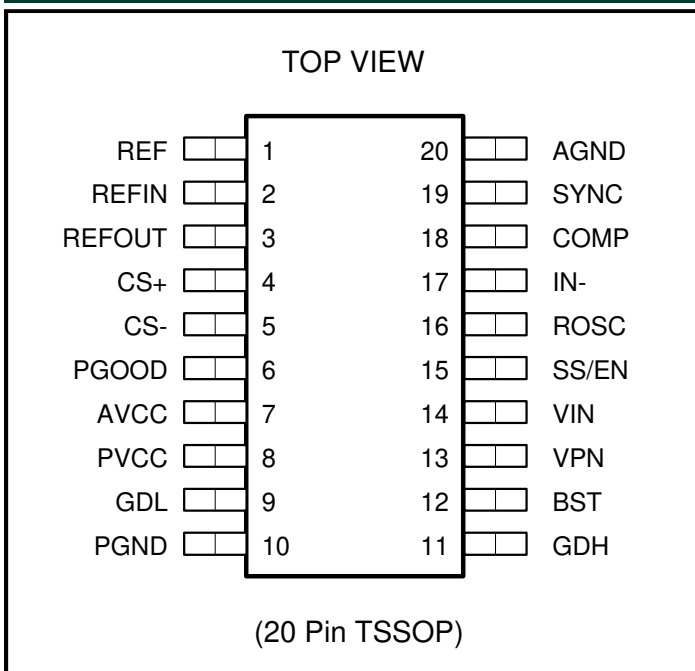 TOP VIEW
REF 1 20 AGND
REFIN 2 19 SYNC
REFOUT 3 18 COMP
CS+ 4 17 IN-
CS- 5 16 ROSC
PGOOD 6 15 SS/EN
AVCC 7 14 VIN
PVCC 8 13 VPN
GDL 9 12 BST
PGND 10 11 GDH
(20 Pin TSSOP)